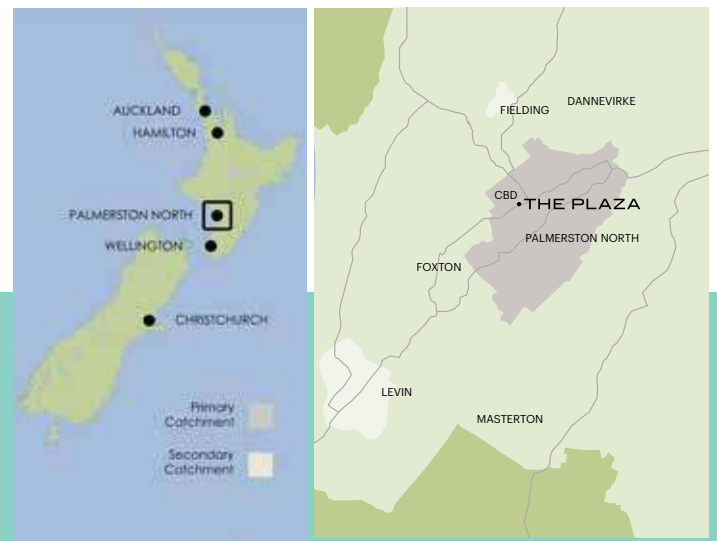 AUCKLAND
HAMILTON
PALMERSTON NORTH
WELLINGTON
CHRISTCHURCH
Primary
Catchment
Secondary
Catchment
FIELDING
DANNEVIRKE
CBD
THE PLAZA
PALMERSTON NORTH
FOXTON
LEVIN
MASTERTON